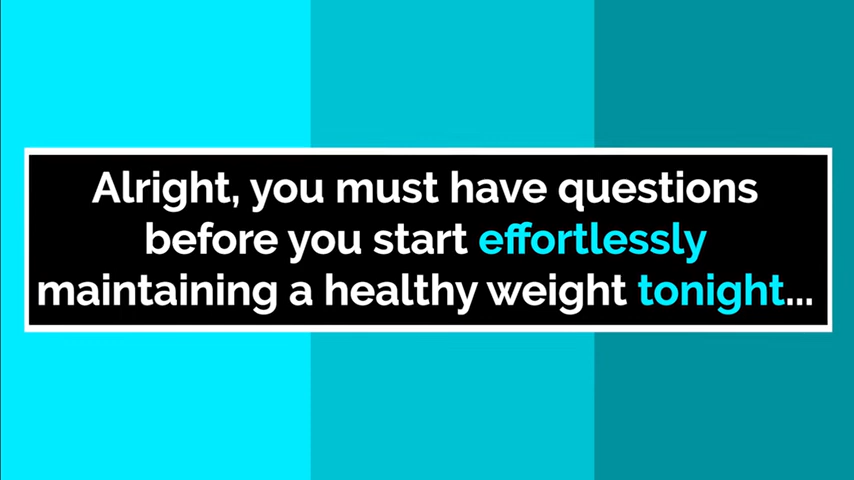 Alright, you must have questions
before you start effortlessly
maintaining a healthy weight tonight...